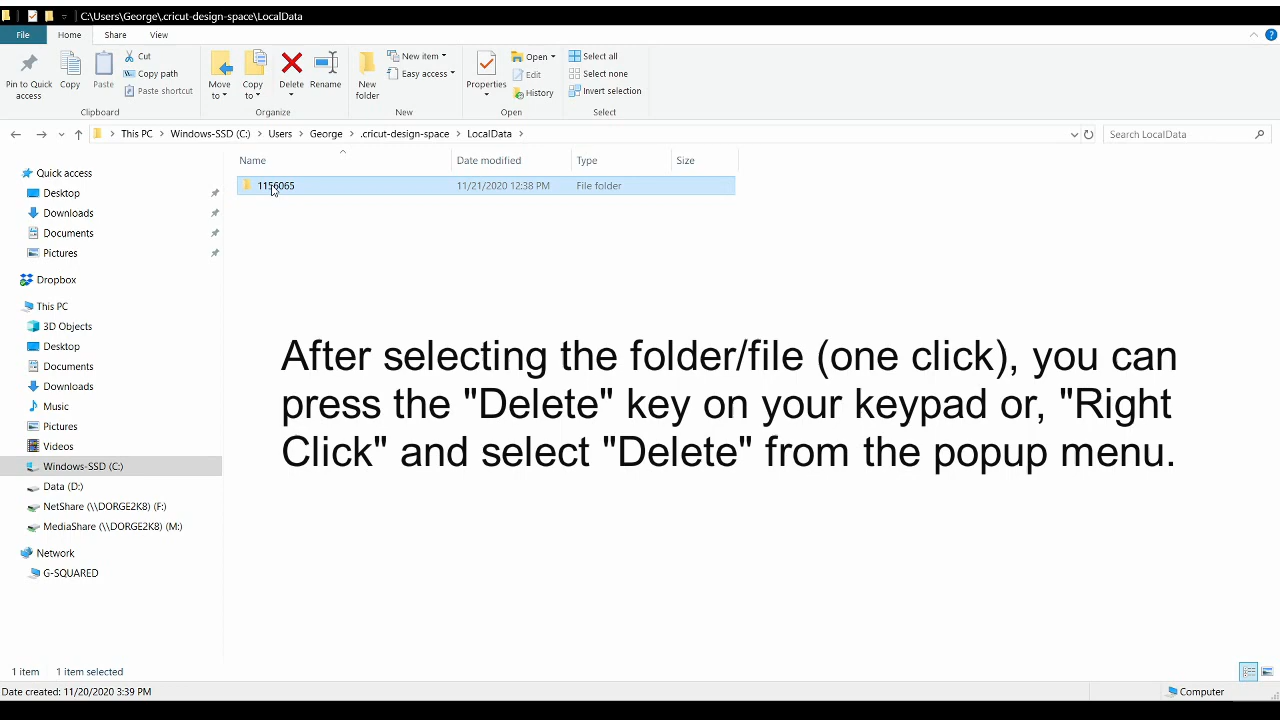 C:\Users\George\.cricut-design-space\LocalData
File Home Share View
Pin to Quick access
Copy
Paste
Cut
Copy path
Paste shortcut
Clipboard
Move to
Copy to
Delete
Rename
Organize
New folder
New item
Easy access
New
Properties
Open
Edit
History
Open
Select all
Select none
Invert selection
Select
This PC > Windows-SSD (C:) > Users > George > .cricut-design-space > LocalData >
Search LocalData
Name Date modified Type Size
1156065 11/21/2020 12:38 PM File folder
Quick access
Desktop
Downloads
Documents
Pictures
Dropbox
This PC
3D Objects
Desktop
Documents
Downloads
Music
Pictures
Videos
Windows-SSD (C:)
Data (D:)
NetShare (\\DORGE2K8) (F:)
MediaShare (\\DORGE2K8) (M:)
Network
G-SQUARED
After selecting the folder/file (one click), you can
press the "Delete" key on your keypad or, "Right
Click" and select "Delete" from the popup menu.
1 item 1 item selected
Date created: 11/20/2020 3:39 PM
Computer